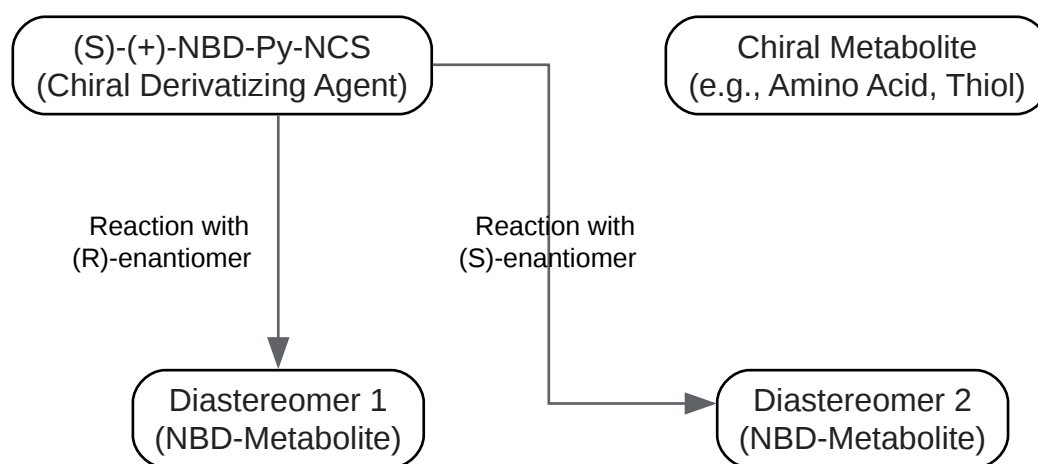 (S)-(+)-NBD-Py-NCS
(Chiral Derivatizing Agent)
Chiral Metabolite
(e.g., Amino Acid, Thiol)
Reaction with
(R)-enantiomer
Reaction with
(S)-enantiomer
Diastereomer 1
(NBD-Metabolite)
Diastereomer 2
(NBD-Metabolite)